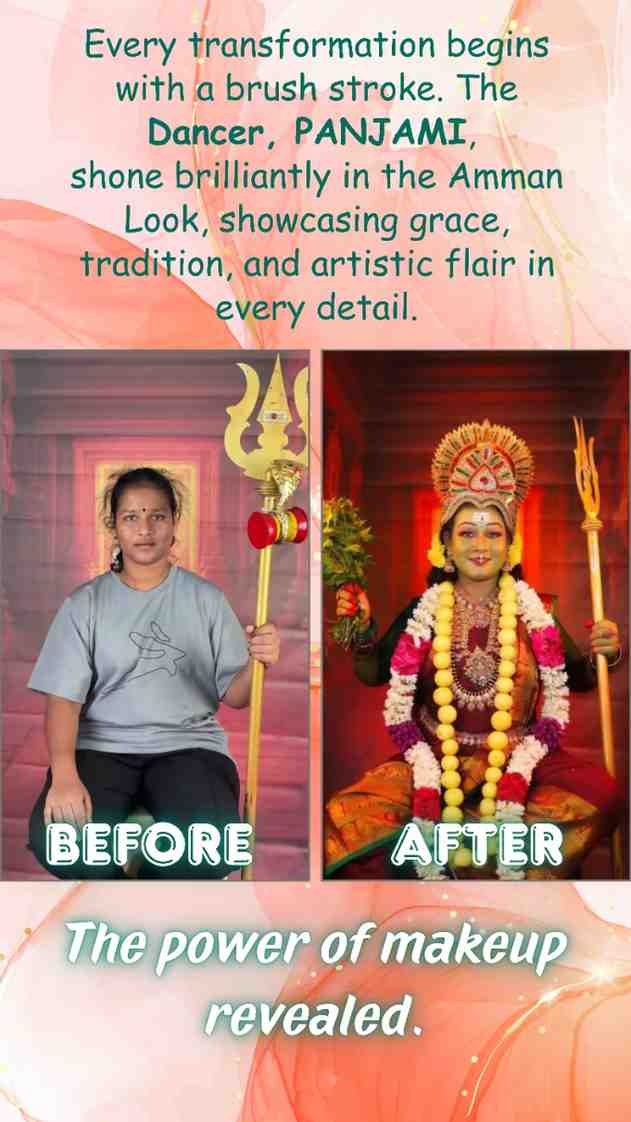 Every transformation begins
with a brush stroke. The
Dancer, PANJAMI,
shone brilliantly in the Amman
Look, showcasing grace,
tradition, and artistic flair in
every detail.
BEFORE
AFTER
The power of makeup
revealed.